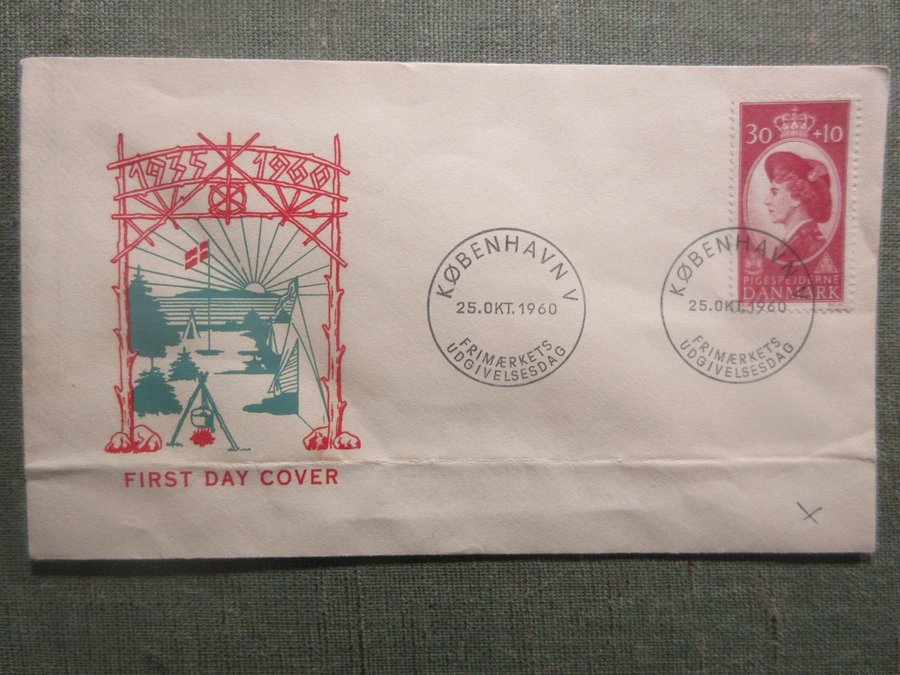 1935 1960
FIRST DAY COVER
KØBENHAVN V
25.OKT.1960
FRIMÆRKETS
UDGIVELSESDAG
KØBENHAVN V
25.OKT.1960
FRIMÆRKETS
UDGIVELSESDAG
30 +10
PIGESPEJDERNE
DANMARK